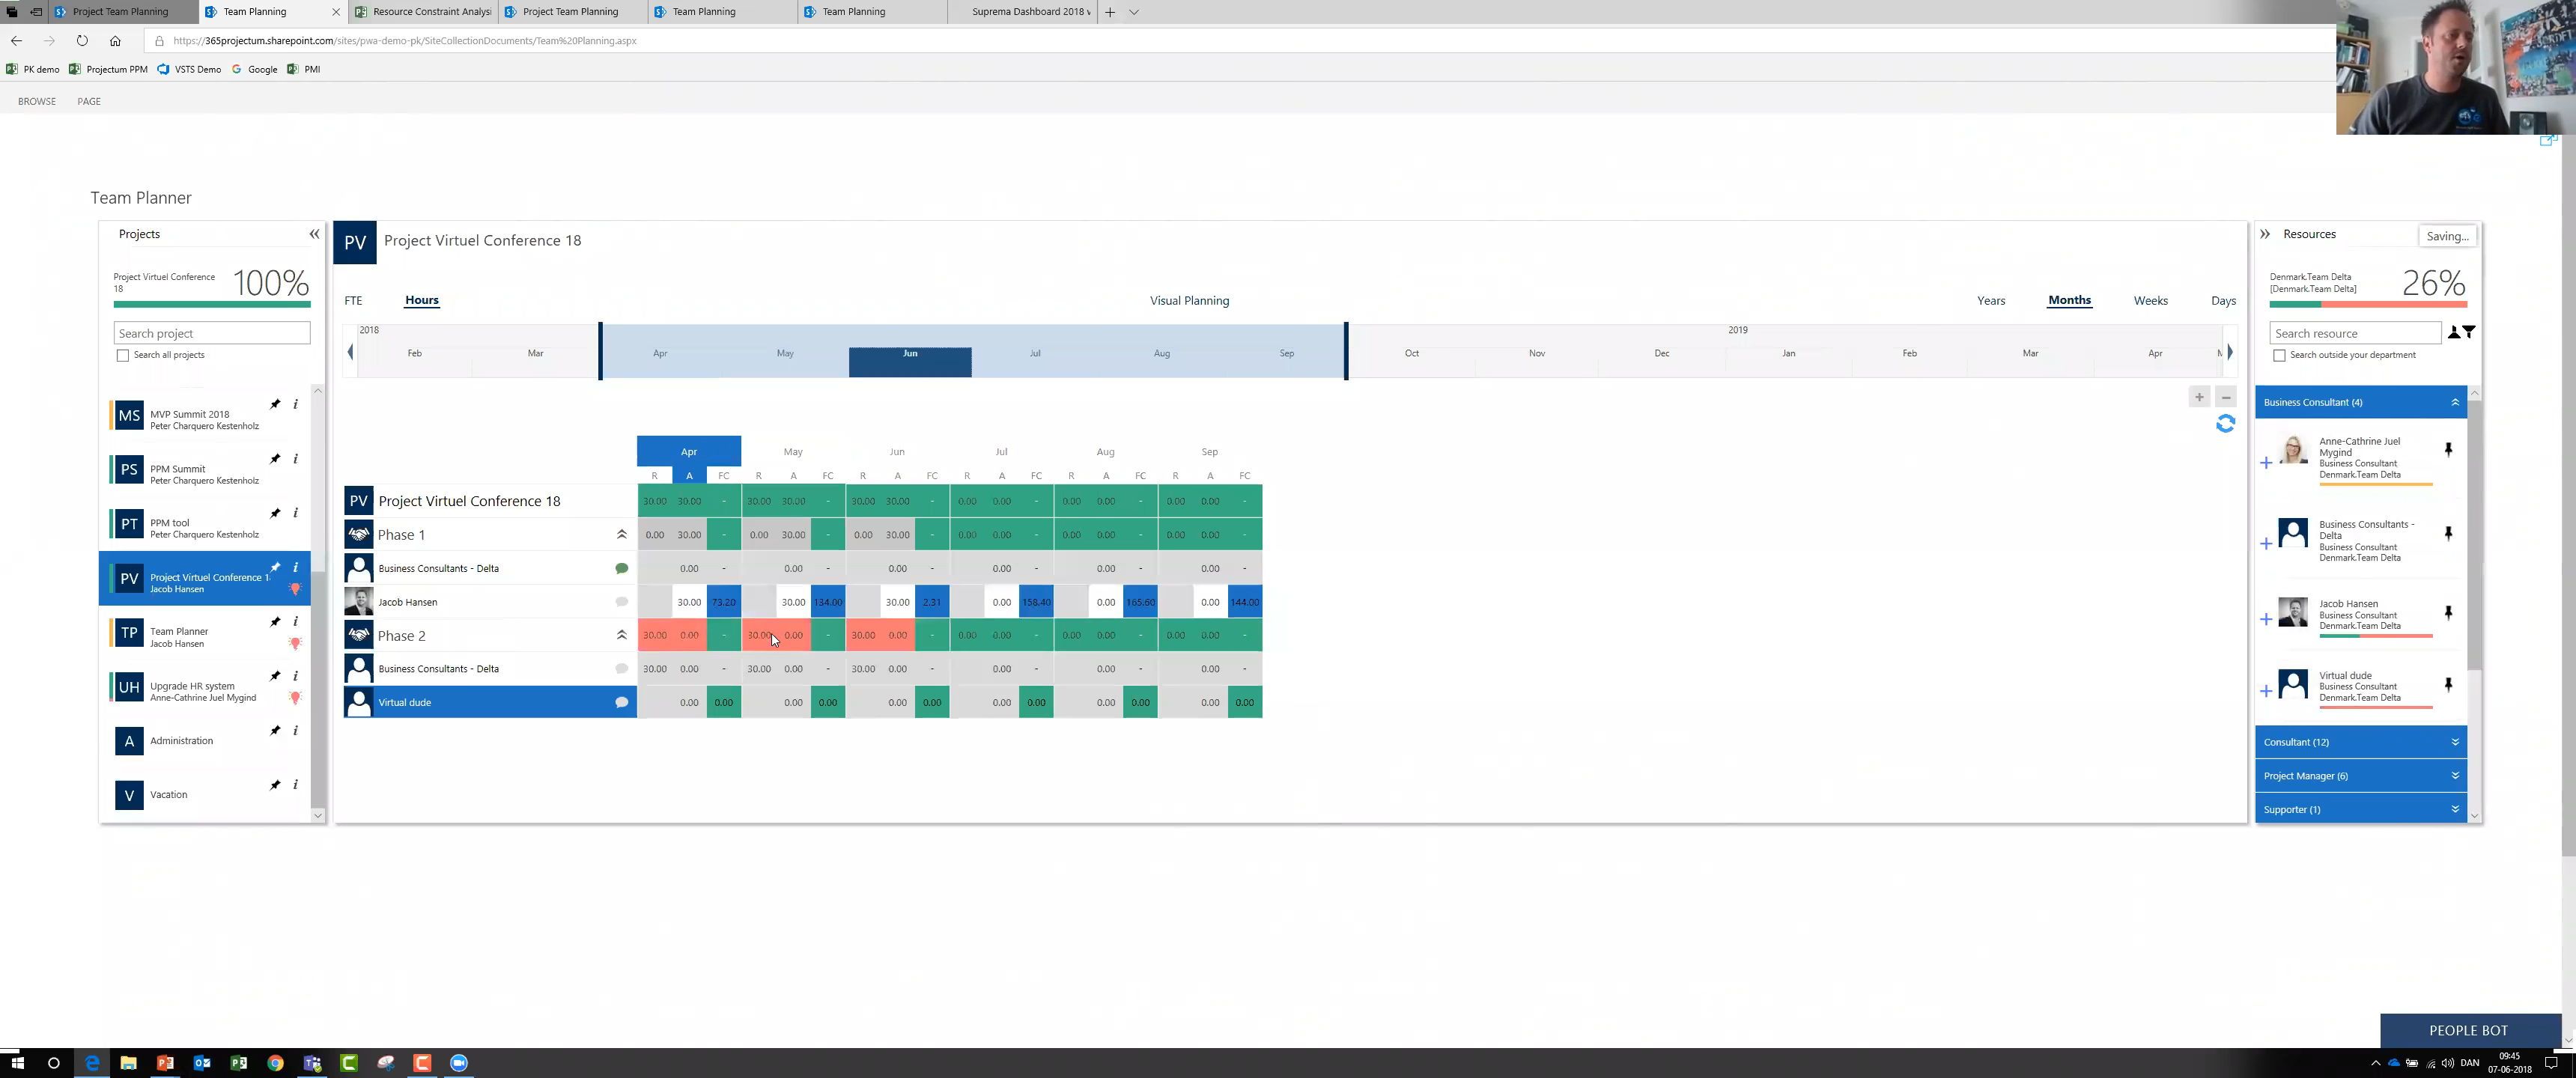 Project Team Planning Team Planning Resource Constraint Analysi Project Team Planning Team Planning Team Planning Suprema Dashboard 2018 v
https://365projectum.sharepoint.com/sites/pwa-demo-pk/SiteCollectionDocuments/Team%20Planning.aspx
PK demo Projectum PPM VSTS Demo Google PMI
BROWSE PAGE
Team Planner
Projects
Project Virtuel Conference
18
100%
Search project
Search all projects
MS MVP Summit 2018
Peter Charquero Kestenholz
PS PPM Summit
Peter Charquero Kestenholz
PT PPM tool
Peter Charquero Kestenholz
PV Project Virtuel Conference 1
Jacob Hansen
TP Team Planner
Jacob Hansen
UH Upgrade HR system
Anne-Cathrine Juel Mygind
A Administration
V Vacation
PV Project Virtuel Conference 18
FTE Hours Visual Planning Years Months Weeks Days
2018 2019
Feb Mar Apr May Jun Jul Aug Sep Oct Nov Dec Jan Feb Mar Apr
Apr May Jun Jul Aug Sep
R A FC R A FC R A FC R A FC R A FC R A FC
PV Project Virtuel Conference 18 30.00 30.00 - 30.00 30.00 - 30.00 30.00 - 0.00 0.00 - 0.00 0.00 - 0.00 0.00 -
Phase 1 0.00 30.00 - 0.00 30.00 - 0.00 30.00 - 0.00 0.00 - 0.00 0.00 - 0.00 0.00 -
Business Consultants - Delta 0.00 - 0.00 - 0.00 - 0.00 - 0.00 - 0.00 -
Jacob Hansen 30.00 73.20 30.00 134.00 30.00 2.31 0.00 158.40 0.00 165.60 0.00 144.00
Phase 2 30.00 0.00 - 30.00 0.00 - 30.00 0.00 - 0.00 0.00 - 0.00 0.00 - 0.00 0.00 -
Business Consultants - Delta 30.00 0.00 - 30.00 0.00 - 30.00 0.00 - 0.00 - 0.00 - 0.00 -
Virtual dude 0.00 0.00 0.00 0.00 0.00 0.00 0.00 0.00 0.00 0.00 0.00 0.00
Resources Saving...
Denmark.Team Delta
[Denmark.Team Delta]
26%
Search resource
Search outside your department
Business Consultant (4)
Anne-Cathrine Juel
Mygind
Business Consultant
Denmark.Team Delta
Business Consultants -
Delta
Business Consultant
Denmark.Team Delta
Jacob Hansen
Business Consultant
Denmark.Team Delta
Virtual dude
Business Consultant
Denmark.Team Delta
Consultant (12)
Project Manager (6)
Supporter (1)
PEOPLE BOT
DAN
09:45
07-06-2018